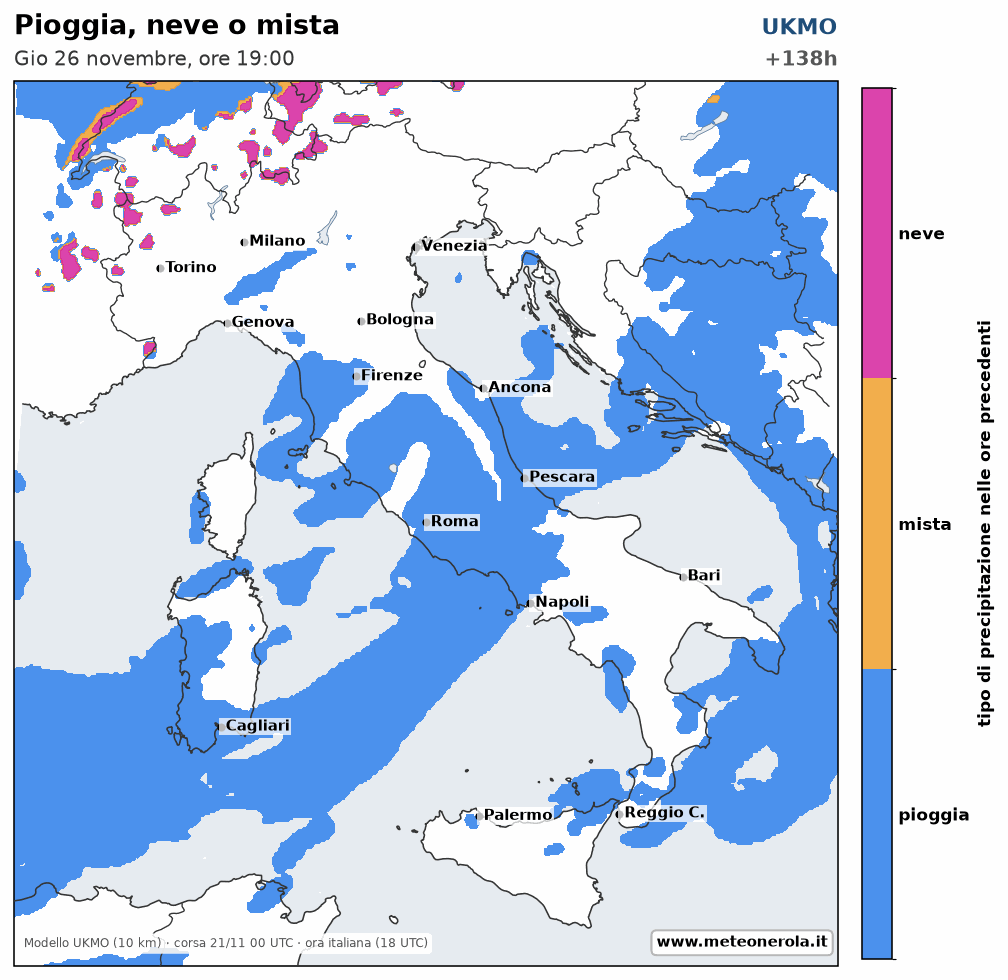 Pioggia, neve o mista
UKMO
Gio 26 novembre, ore 19:00
+138h
neve
mista
pioggia
tipo di precipitazione nelle ore precedenti
Milano
Venezia
Torino
Genova
Bologna
Firenze
Ancona
Pescara
Roma
Bari
Napoli
Cagliari
Palermo
Reggio C.
Modello UKMO (10 km) · corsa 21/11 00 UTC · ora italiana (18 UTC)
www.meteonerola.it